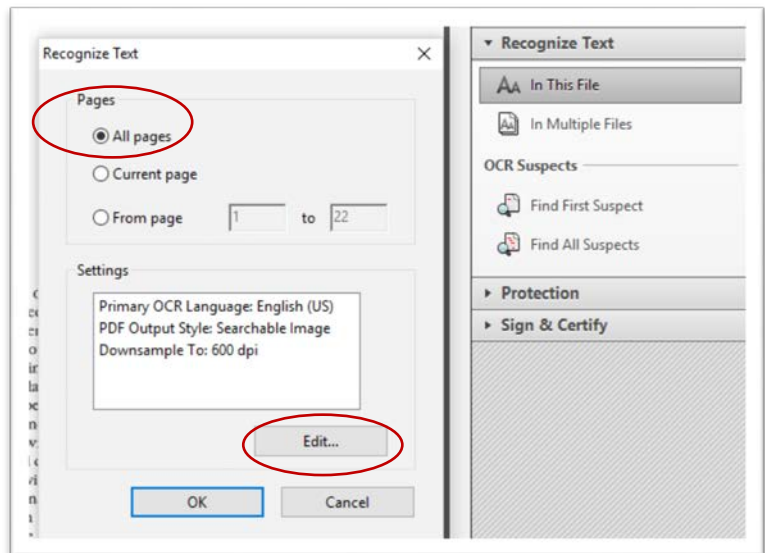 Recognize Text
Pages
All pages
Current page
From page 1 to 22
Settings
Primary OCR Language: English (US)
PDF Output Style: Searchable Image
Downsample To: 600 dpi
Edit...
OK
Cancel
Recognize Text
In This File
In Multiple Files
OCR Suspects
Find First Suspect
Find All Suspects
Protection
Sign & Certify